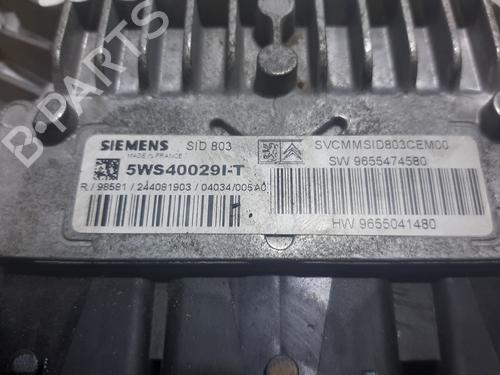 B-PARTS
SIEMENS SID 803
MADE IN FRANCE
5WS40029I-T
R / 98581 / 244081903 / 04034/005A0
SVCMMSID803CEM00
SW 9655474580
HW 9655041480